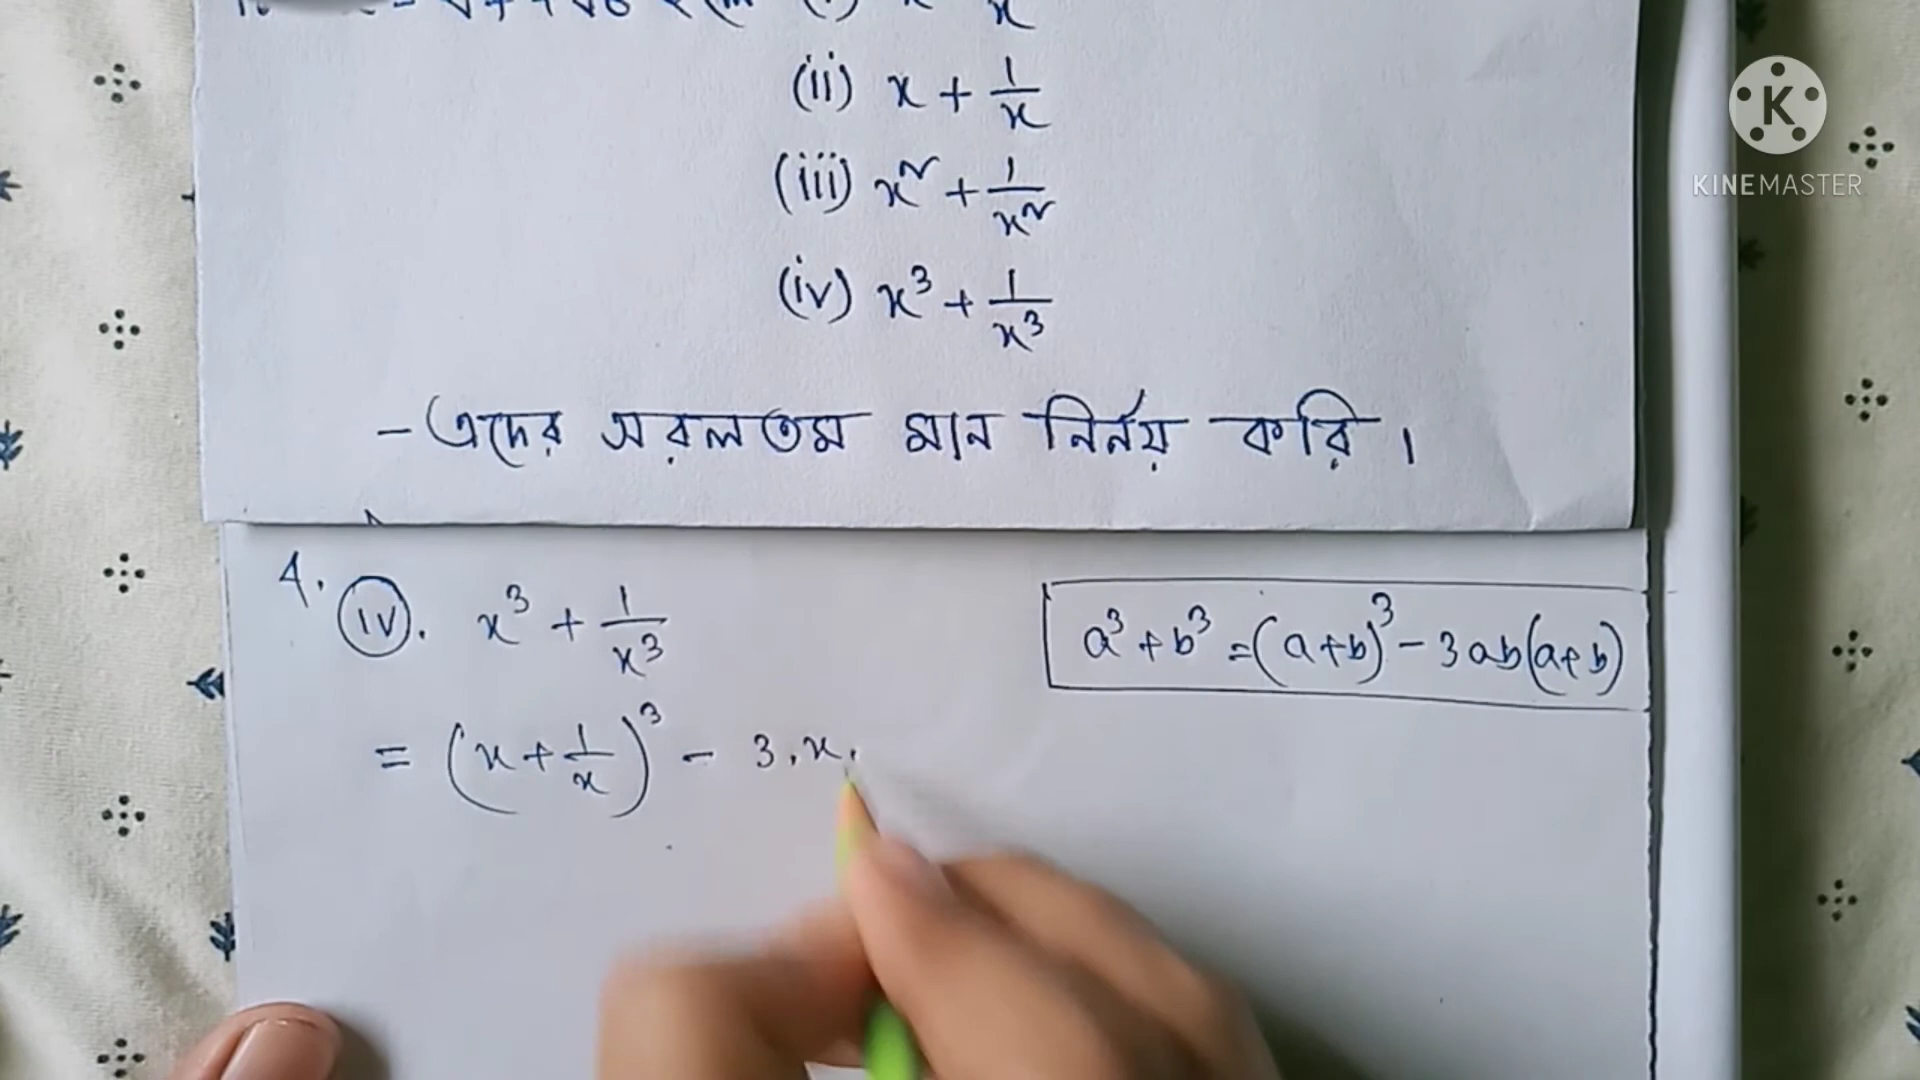 (ii) x + 1/x
(iii) x² + 1/x²
(iv) x³ + 1/x³
- এদের সরলতম মান নির্নয় করি ।
4. (iv). x³ + 1/x³
a³ + b³ = (a+b)³ - 3ab(a+b)
= (x + 1/x)³ - 3.x.
K
KINEMASTER